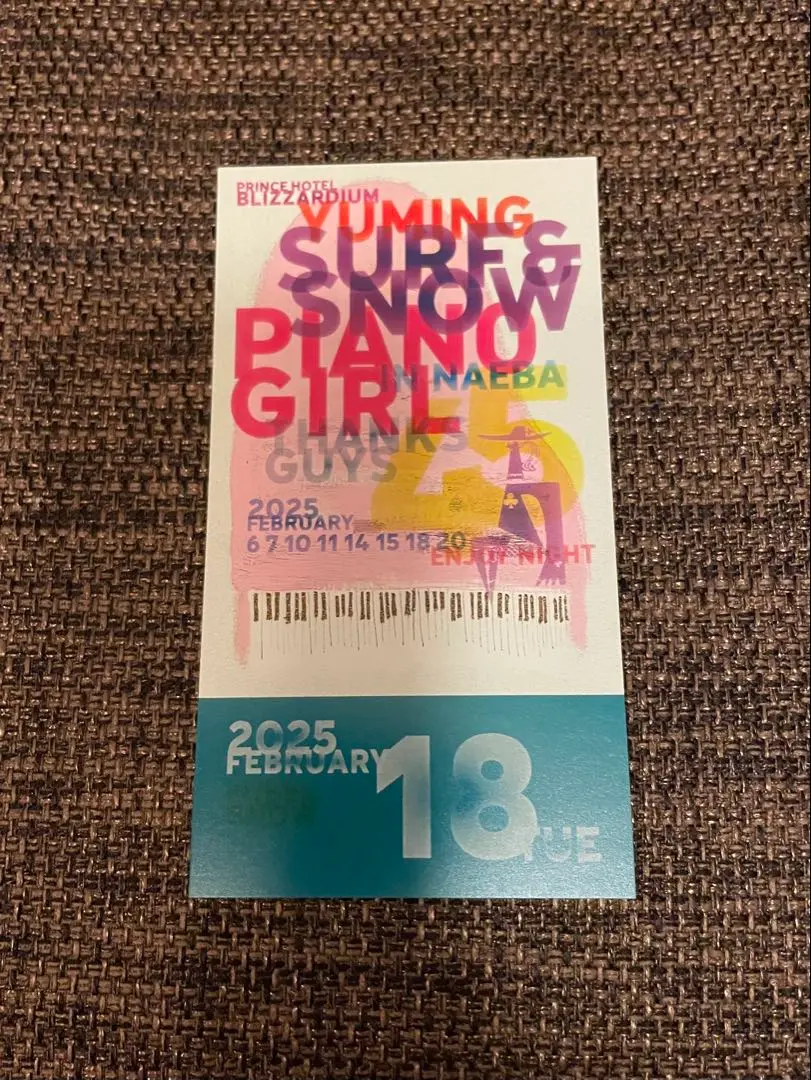 PRINCE HOTEL
BLIZZARDIUM
YUMING
SURF &
SNOW
PIANO
GIRL
IN NAEBA
45
THANKS
GUYS
2025
FEBRUARY
6 7 10 11 14 15 18 20
ENJOY NIGHT
2025
FEBRUARY
18
TUE